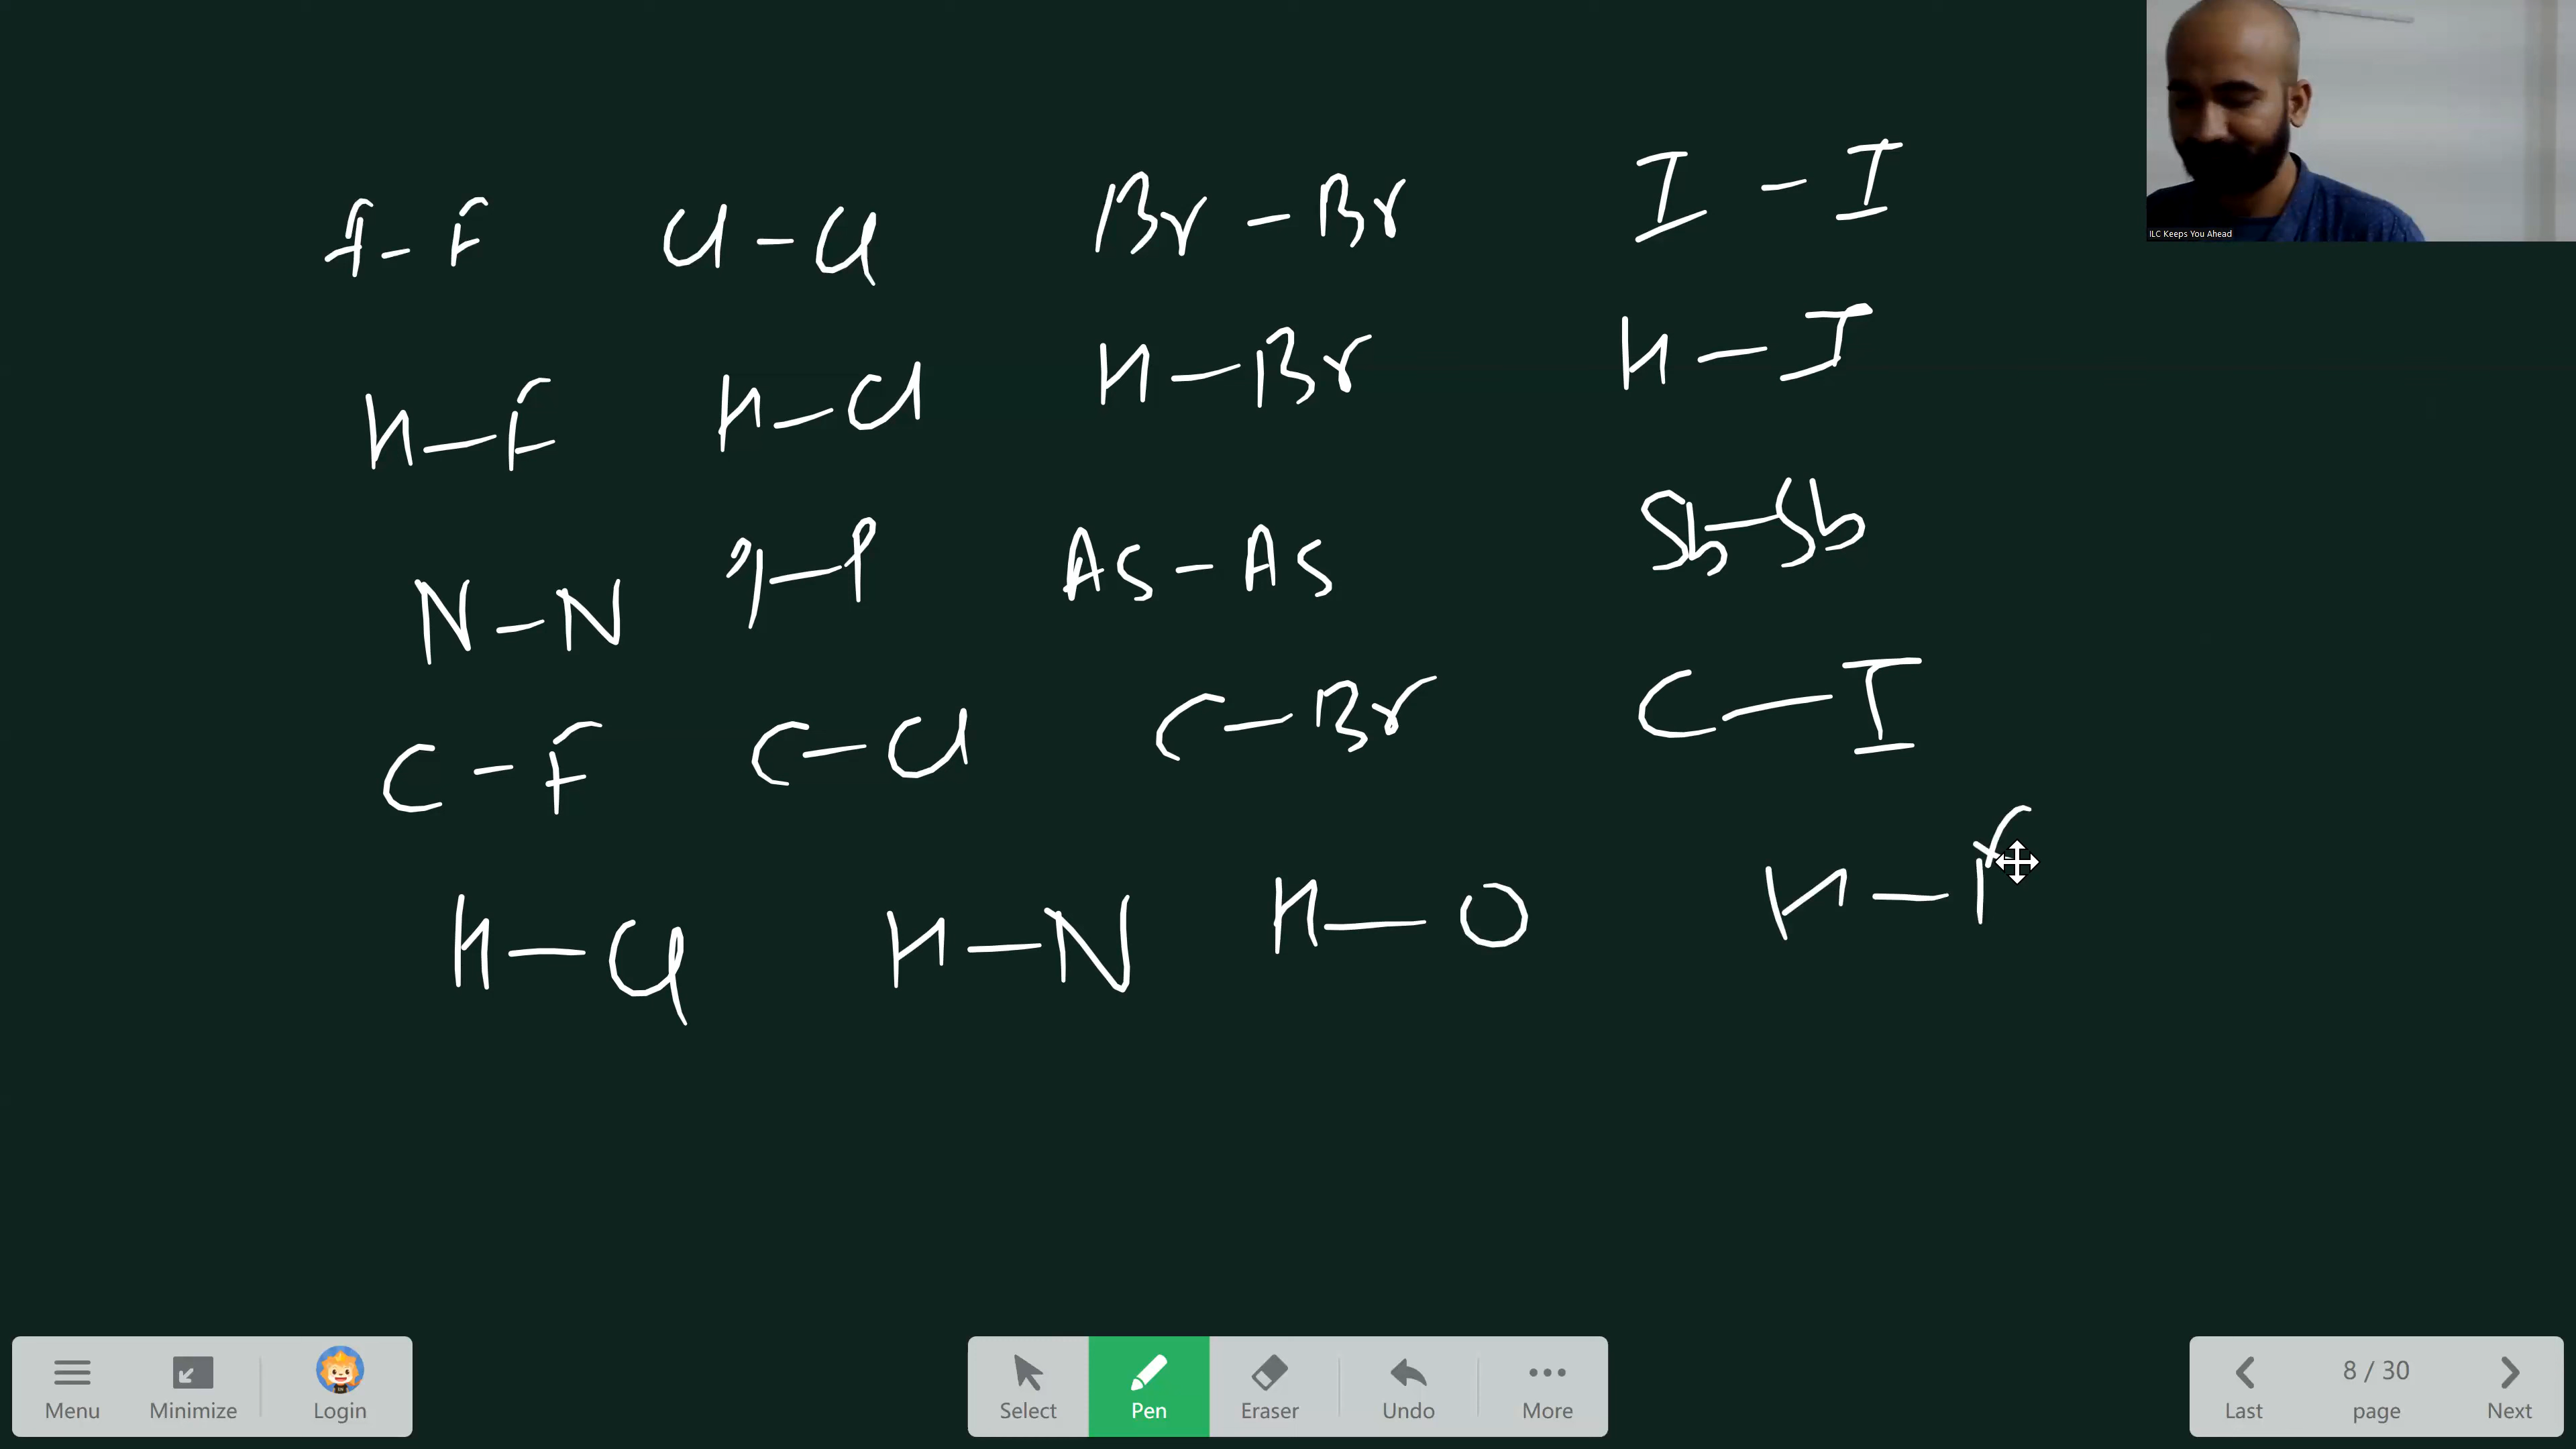 F-F Cl-Cl Br-Br I-I
H-F H-Cl H-Br H-I
N-N P-P As-As Sb-Sb
C-F C-Cl C-Br C-I
H-Cl H-N H-O H-F
ILC Keeps You Ahead
Menu Minimize Login Select Pen Eraser Undo More Last 8 / 30 page Next